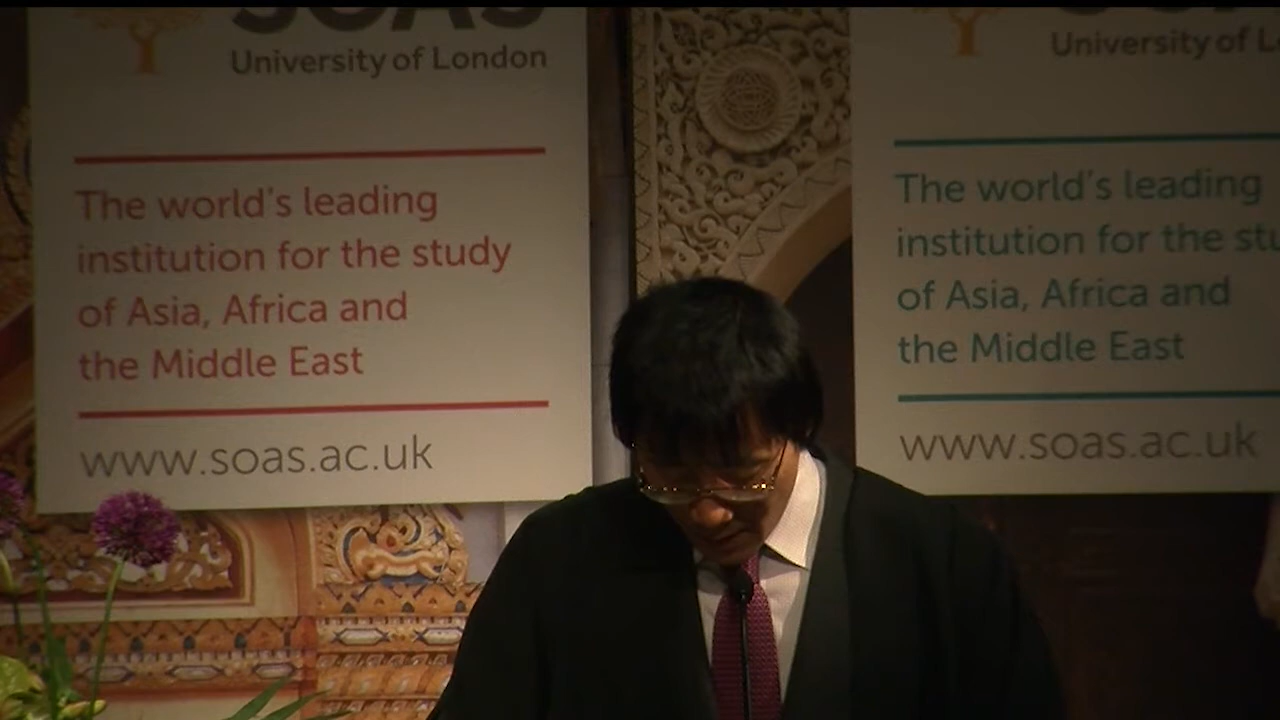 SOAS
University of London
The world's leading
institution for the study
of Asia, Africa and
the Middle East
www.soas.ac.uk
University of L
The world's leading
institution for the stu
of Asia, Africa and
the Middle East
www.soas.ac.uk